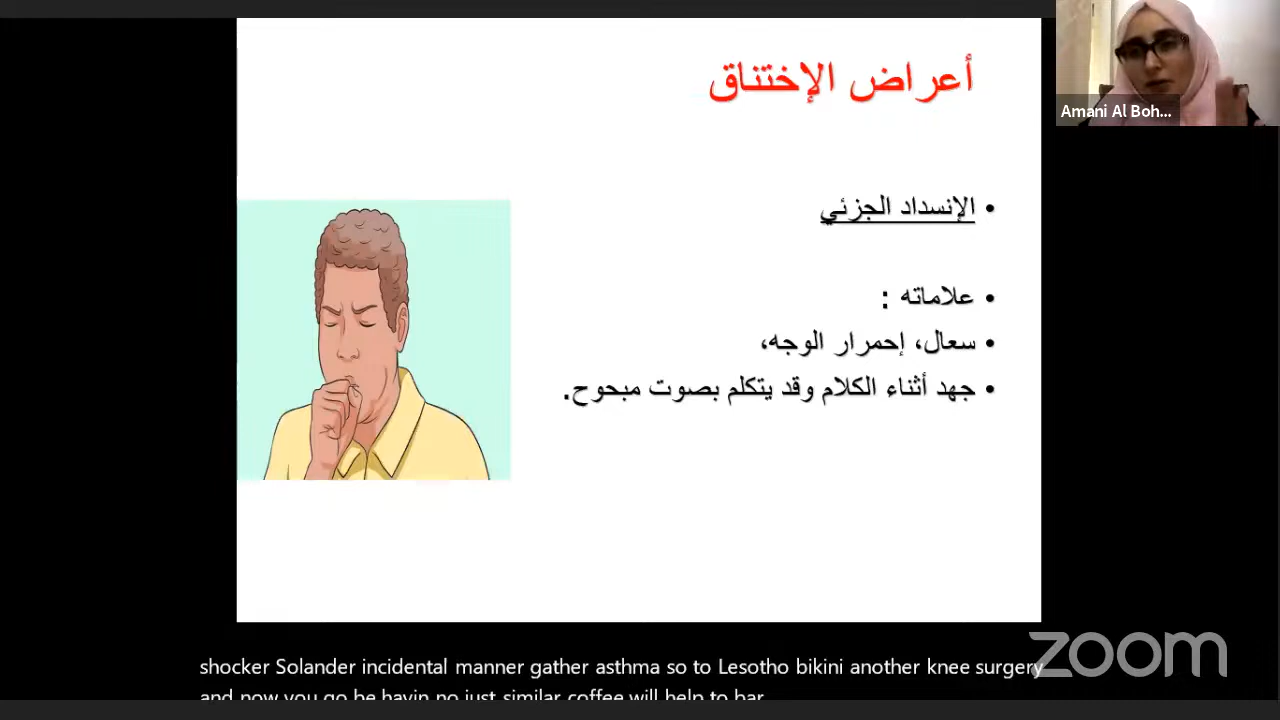 أعراض الإختناق
Amani Al Boh...
• الإنسداد الجزئي
• علاماته :
• سعال، إحمرار الوجه،
• جهد أثناء الكلام وقد يتكلم بصوت مبحوح.
zoom
shocker Solander incidental manner gather asthma so to Lesotho bikini another knee surgery
and now you go be havin no just similar coffee will help to bar